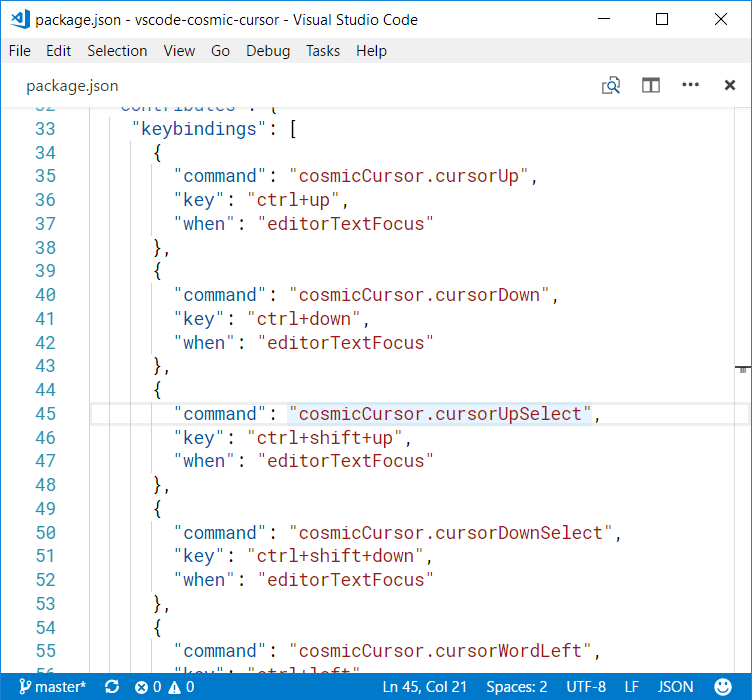 package.json - vscode-cosmic-cursor - Visual Studio Code
File Edit Selection View Go Debug Tasks Help
package.json
32 "contributes": {
33 "keybindings": [
34 {
35 "command": "cosmicCursor.cursorUp",
36 "key": "ctrl+up",
37 "when": "editorTextFocus"
38 },
39 {
40 "command": "cosmicCursor.cursorDown",
41 "key": "ctrl+down",
42 "when": "editorTextFocus"
43 },
44 {
45 "command": "cosmicCursor.cursorUpSelect",
46 "key": "ctrl+shift+up",
47 "when": "editorTextFocus"
48 },
49 {
50 "command": "cosmicCursor.cursorDownSelect",
51 "key": "ctrl+shift+down",
52 "when": "editorTextFocus"
53 },
54 {
55 "command": "cosmicCursor.cursorWordLeft",
56 "key": "ctrl+left"
master* 0 0 Ln 45, Col 21 Spaces: 2 UTF-8 LF JSON